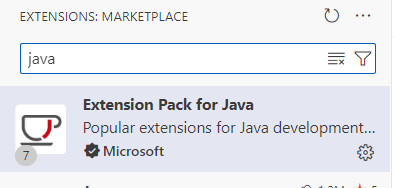 EXTENSIONS: MARKETPLACE
java
Extension Pack for Java
Popular extensions for Java development...
7
Microsoft